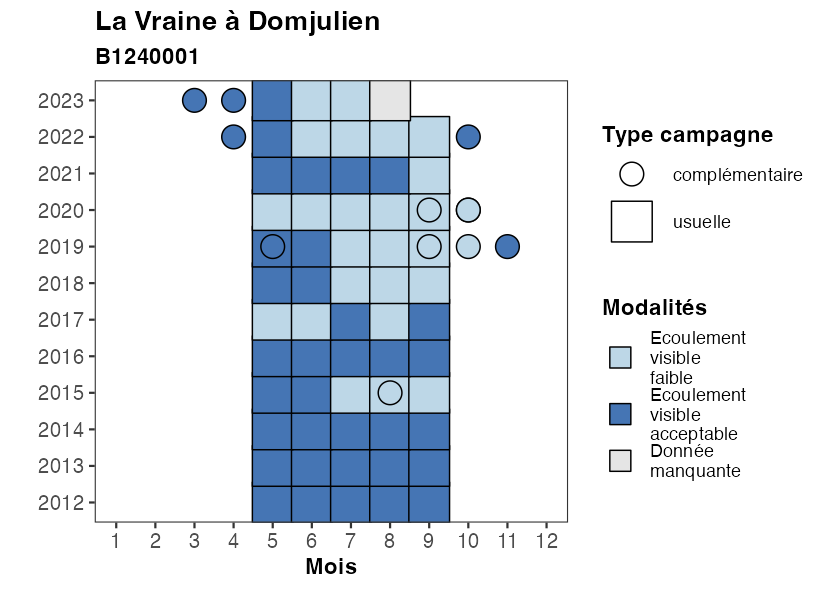 La Vraine à Domjulien
B1240001
2023
2022
2021
2020
2019
2018
2017
2016
2015
2014
2013
2012
1 2 3 4 5 6 7 8 9 10 11 12
Mois
Type campagne
complémentaire
usuelle
Modalités
Ecoulement
visible
faible
Ecoulement
visible
acceptable
Donnée
manquante